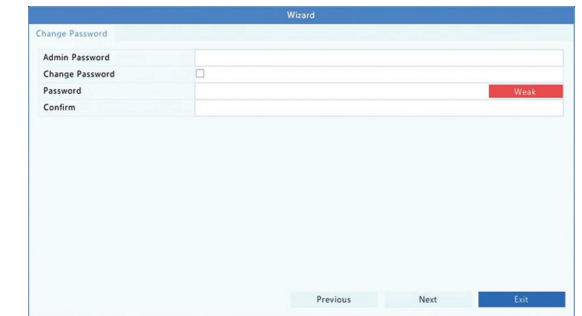 Wizard
Change Password
Admin Password
Change Password
Password Weak
Confirm
Previous Next Exit